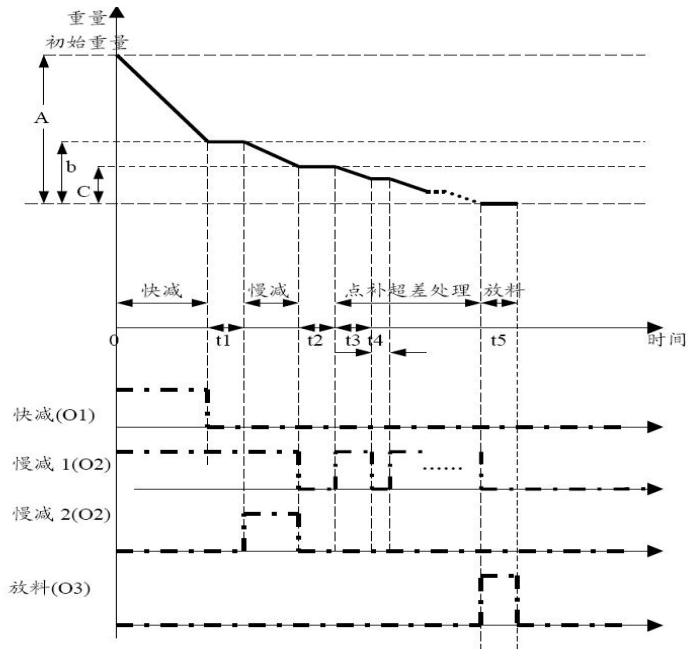 重量
初始重量
A
b
C
快减
慢减
点补超差处理
放料
0
t1
t2
t3
t4
t5
时间
快减(O1)
慢减 1(O2)
慢减 2(O2)
放料(O3)